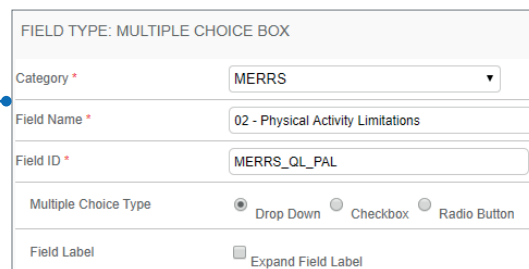 FIELD TYPE: MULTIPLE CHOICE BOX
Category * MERRS
Field Name * 02 - Physical Activity Limitations
Field ID * MERRS_QL_PAL
Multiple Choice Type Drop Down Checkbox Radio Button
Field Label Expand Field Label